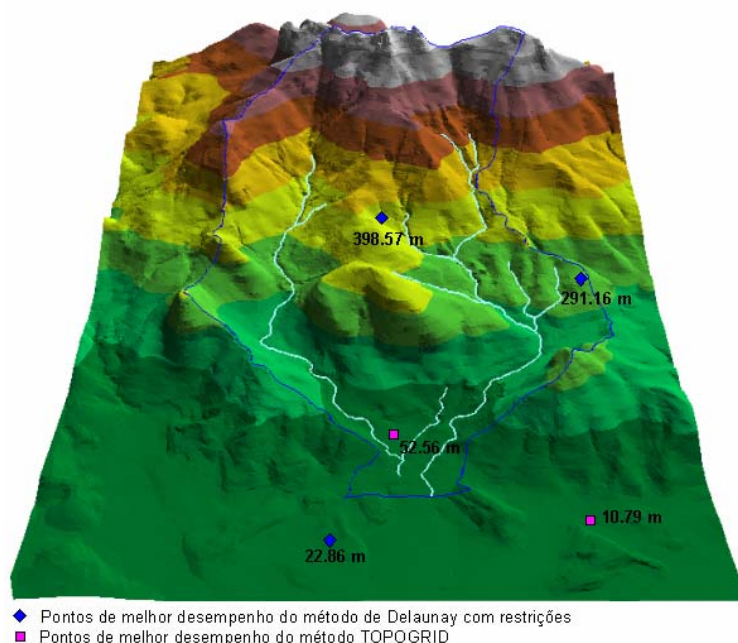 398.57 m
291.16 m
52.56 m
10.79 m
22.86 m
Pontos de melhor desempenho do método de Delaunay com restrições
Pontos de melhor desempenho do método TOPOGRID